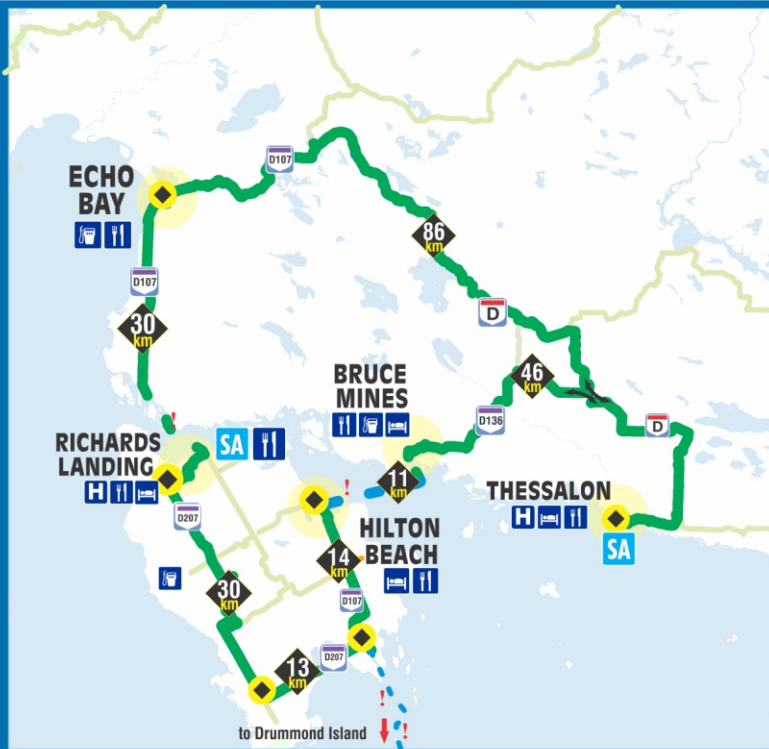 D107
ECHO
BAY
86
km
D107
D
30
km
46
km
BRUCE
MINES
D136
D
RICHARDS
LANDING
SA
!
H
11
km
!
THESSALON
H
SA
D207
HILTON
BEACH
14
km
30
km
D107
D207
13
km
!
!
to Drummond Island